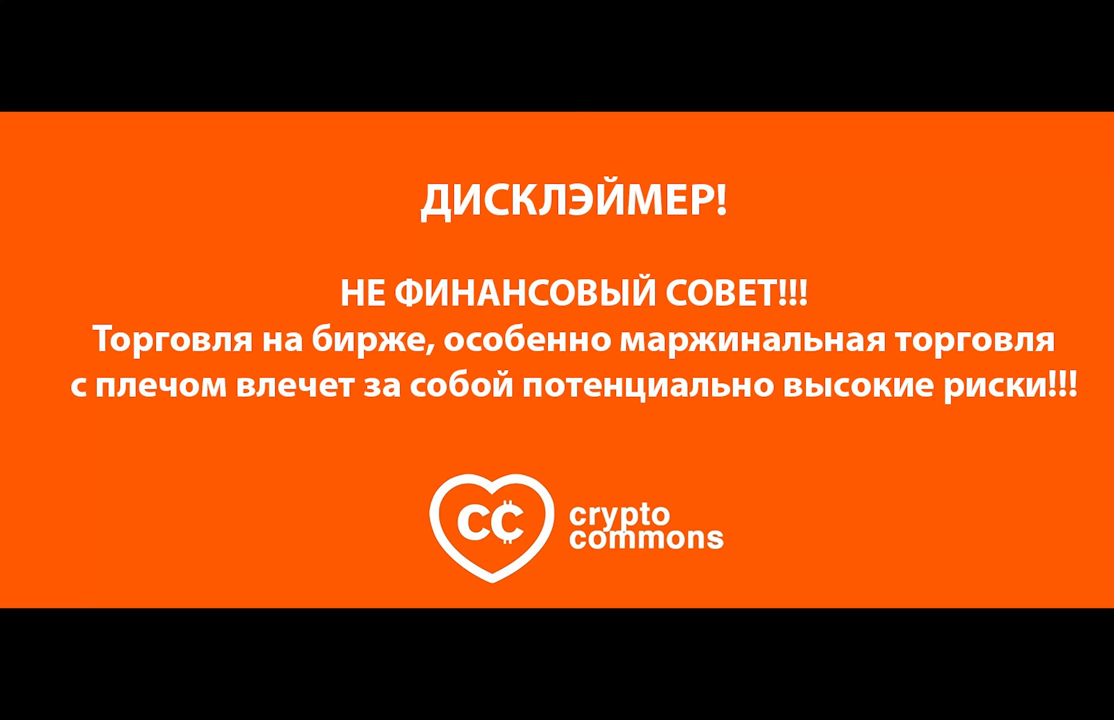 ДИСКЛЭЙМЕР!
НЕ ФИНАНСОВЫЙ СОВЕТ!!!
Торговля на бирже, особенно маржинальная торговля
с плечом влечет за собой потенциально высокие риски!!!
CC
crypto
commons